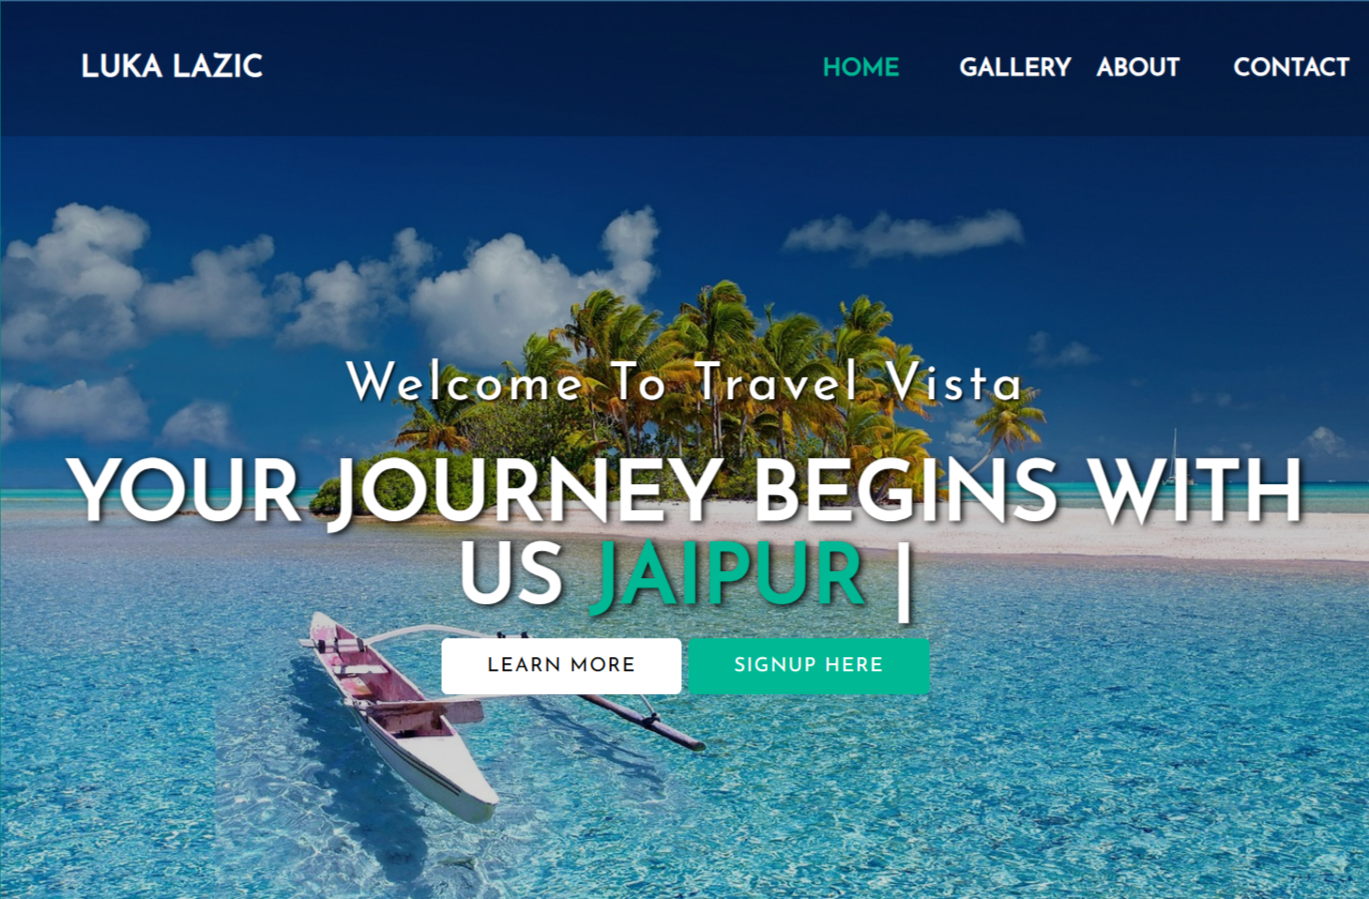 LUKA LAZIC
HOME GALLERY ABOUT CONTACT
Welcome To Travel Vista
YOUR JOURNEY BEGINS WITH
US JAIPUR |
LEARN MORE SIGNUP HERE